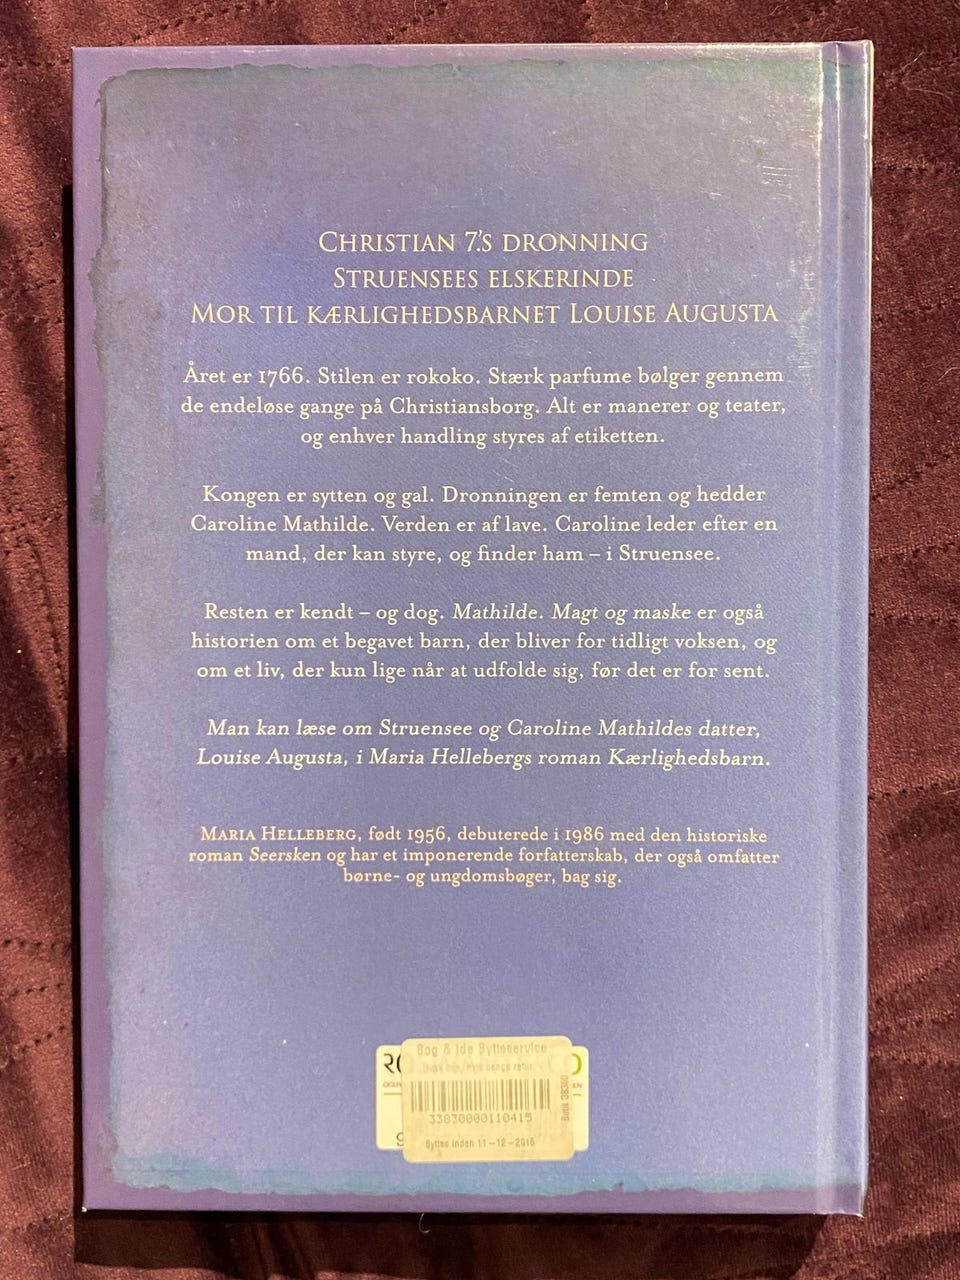 CHRISTIAN 7.'S DRONNING
STRUENSEES ELSKERINDE
MOR TIL KÆRLIGHEDSBARNET LOUISE AUGUSTA
Året er 1766. Stilen er rokoko. Stærk parfume bølger gennem
de endeløse gange på Christiansborg. Alt er manerer og teater,
og enhver handling styres af etiketten.
Kongen er sytten og gal. Dronningen er femten og hedder
Caroline Mathilde. Verden er af lave. Caroline leder efter en
mand, der kan styre, og finder ham – i Struensee.
Resten er kendt – og dog. Mathilde. Magt og maske er også
historien om et begavet barn, der bliver for tidligt voksen, og
om et liv, der kun lige når at udfolde sig, før det er for sent.
Man kan læse om Struensee og Caroline Mathildes datter,
Louise Augusta, i Maria Hellebergs roman Kærlighedsbarn.
MARIA HELLEBERG, født 1956, debuterede i 1986 med den historiske
roman Seersken og har et imponerende forfatterskab, der også omfatter
børne- og ungdomsbøger, bag sig.
Bog & Ide Bytteservice
33830000110415
Byttes inden 11-12-2016